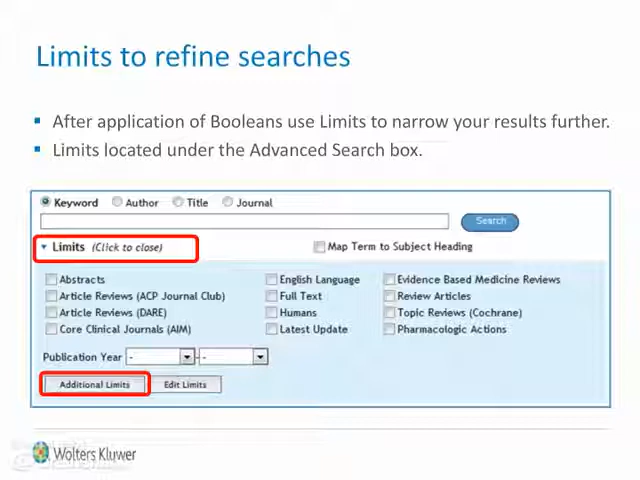 Limits to refine searches
After application of Booleans use Limits to narrow your results further.
Limits located under the Advanced Search box.
Keyword Author Title Journal
Search
Limits (Click to close) Map Term to Subject Heading
Abstracts English Language Evidence Based Medicine Reviews
Article Reviews (ACP Journal Club) Full Text Review Articles
Article Reviews (DARE) Humans Topic Reviews (Cochrane)
Core Clinical Journals (AIM) Latest Update Pharmacologic Actions
Publication Year - - -
Additional Limits Edit Limits
Wolters Kluwer